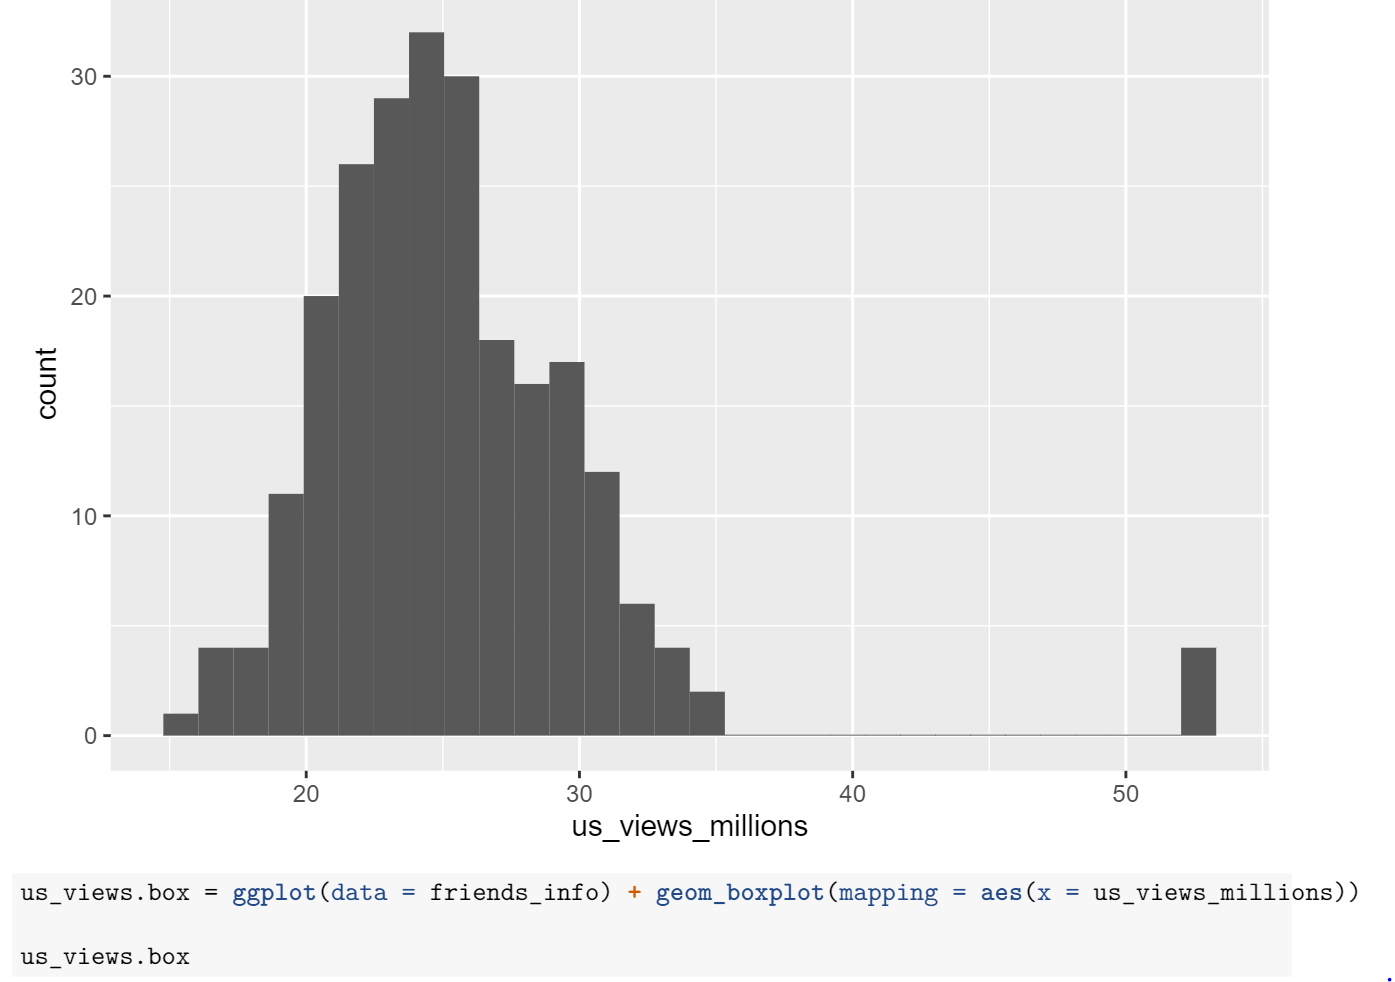 30
20
10
0
count
20 30 40 50
us_views_millions
us_views.box = ggplot(data = friends_info) + geom_boxplot(mapping = aes(x = us_views_millions))
us_views.box